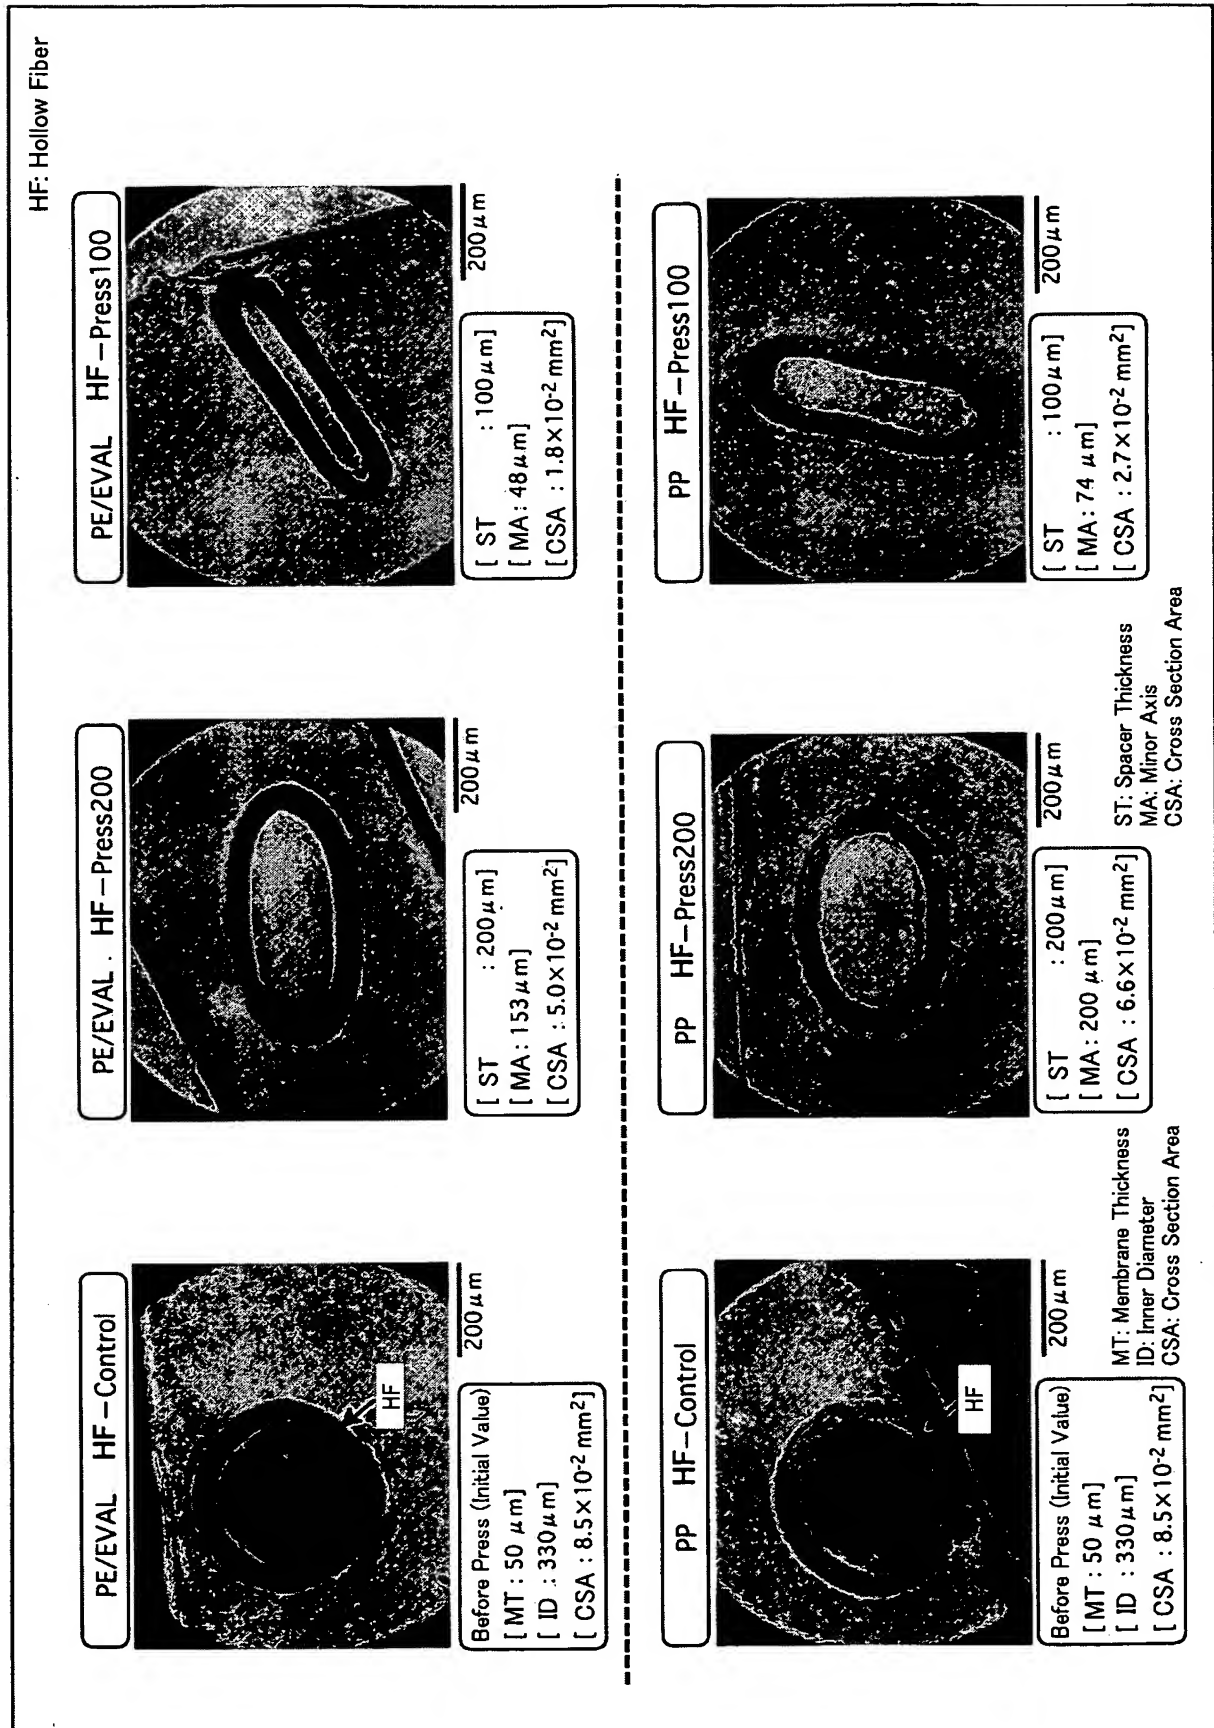 HF: Hollow Fiber
PE/EVAL HF-Control
HF
200μm
Before Press (Initial Value)
[ MT : 50 μm]
[ ID : 330μm]
[ CSA : 8.5×10⁻² mm²]
PE/EVAL . HF-Press200
200μm
[ ST : 200μm]
[ MA : 153μm]
[ CSA : 5.0×10⁻² mm²]
PE/EVAL HF-Press100
200μm
[ ST : 100μm]
[ MA : 48μm]
[ CSA : 1.8×10⁻² mm²]
PP HF-Control
HF
200μm
Before Press (Initial Value)
[ MT : 50 μm]
[ ID : 330μm]
[ CSA : 8.5×10⁻² mm²]
MT: Membrane Thickness
ID: Inner Diameter
CSA: Cross Section Area
PP HF-Press200
200μm
[ ST : 200μm]
[ MA : 200 μm]
[ CSA : 6.6×10⁻² mm²]
ST: Spacer Thickness
MA: Minor Axis
CSA: Cross Section Area
PP HF-Press100
200μm
[ ST : 100μm]
[ MA : 74 μm]
[ CSA : 2.7×10⁻² mm²]